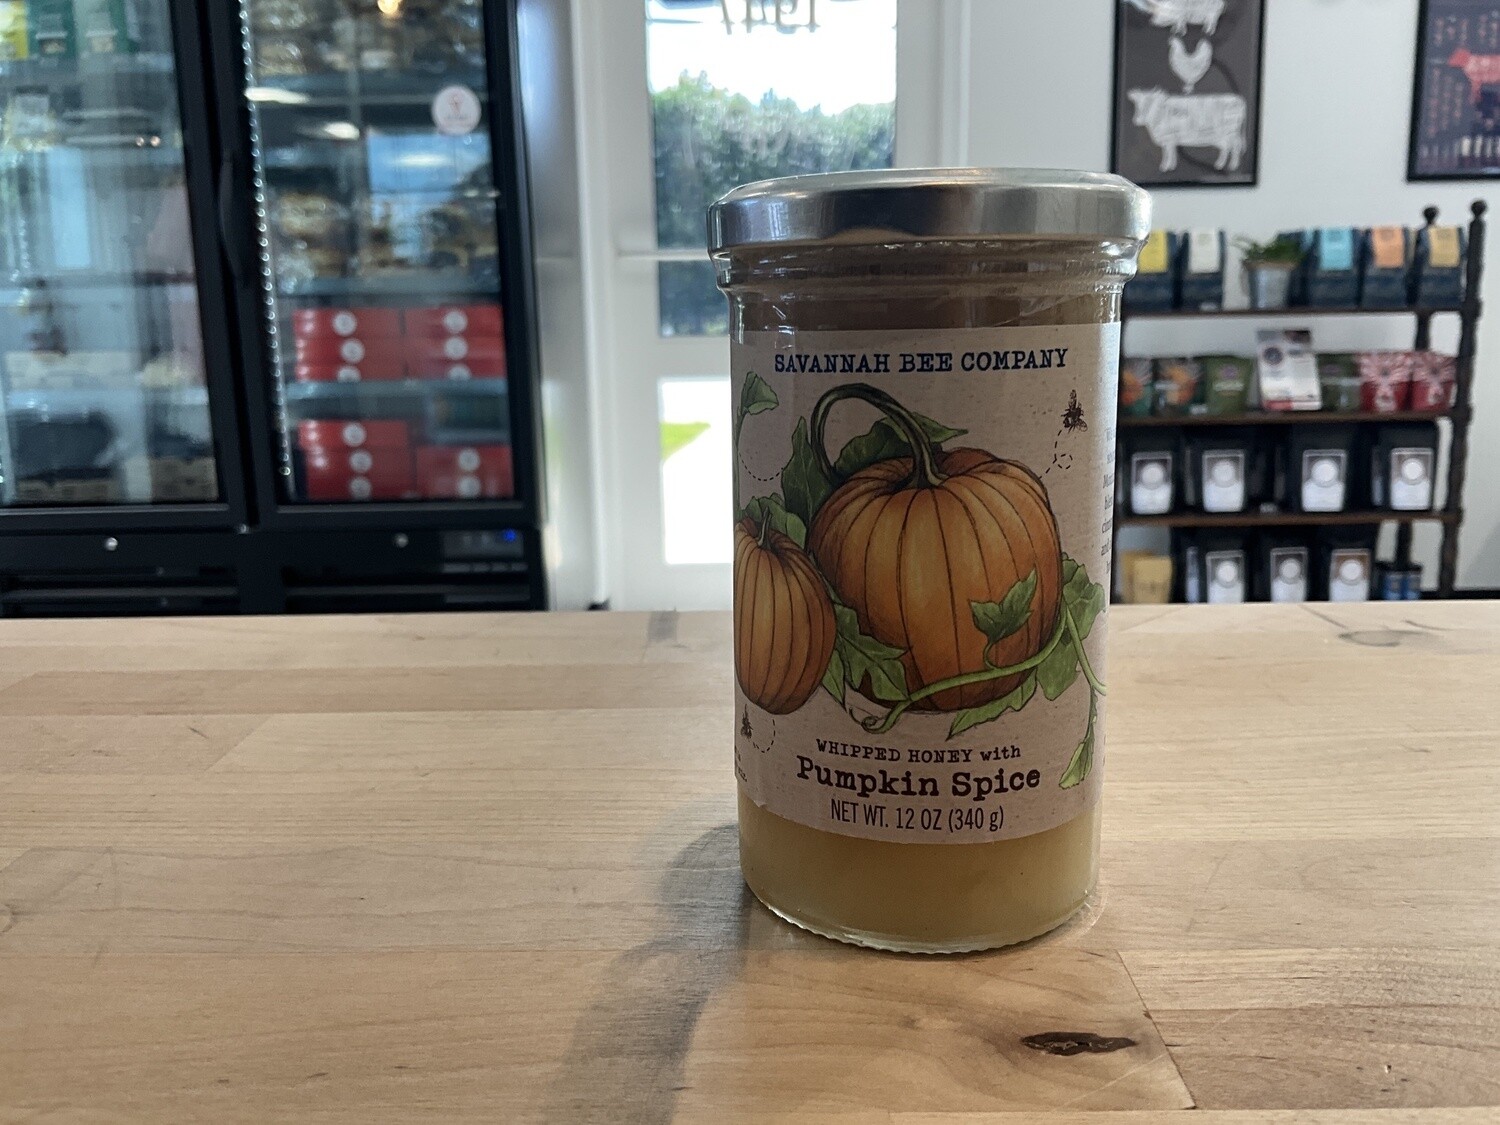 SAVANNAH BEE COMPANY
WHIPPED HONEY with
Pumpkin Spice
NET WT. 12 OZ (340 g)